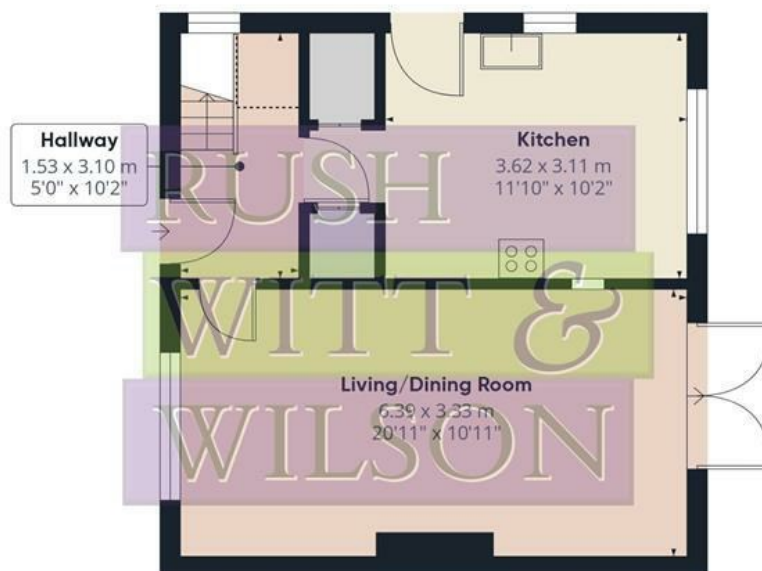 Hallway
1.53 x 3.10 m
5'0" x 10'2"
Kitchen
3.62 x 3.11 m
11'10" x 10'2"
RUSH
WITT &
WILSON
Living/Dining Room
6.39 x 3.33 m
20'11" x 10'11"